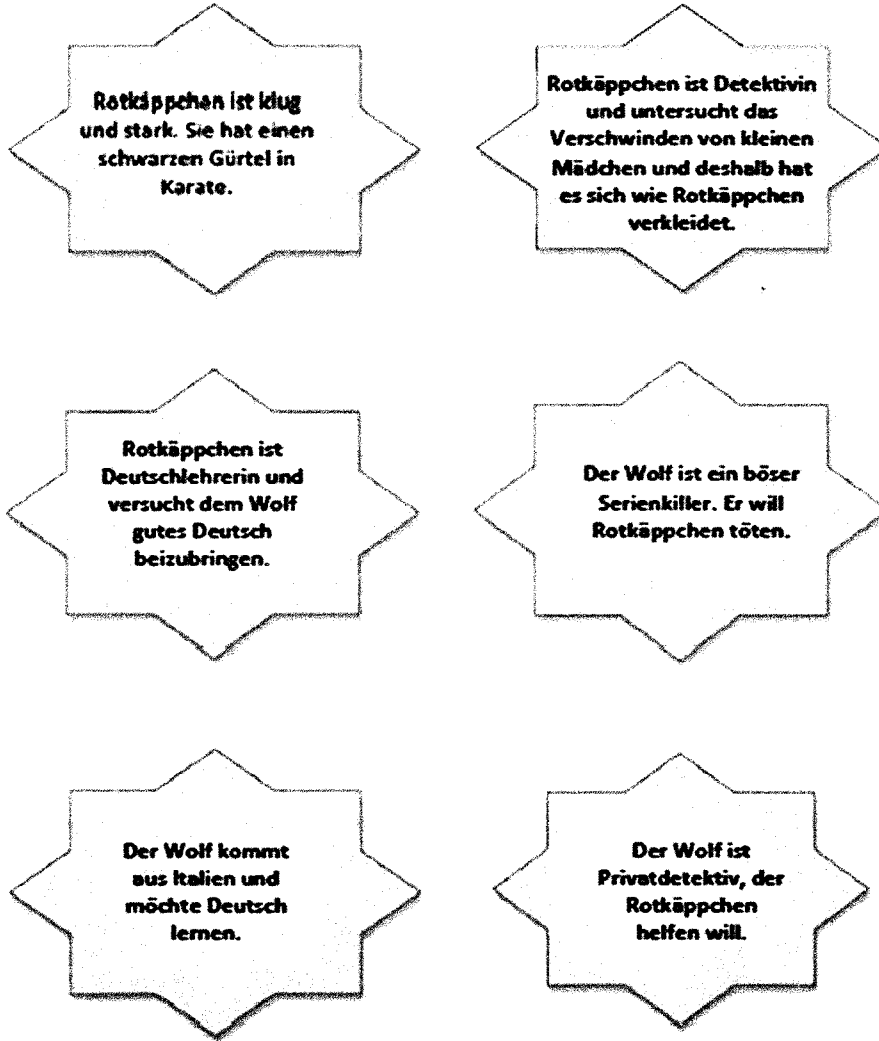 Rotkäppchen ist klug
und stark. Sie hat einen
schwarzen Gürtel in
Karate.
Rotkäppchen ist Detektivin
und untersucht das
Verschwinden von kleinen
Mädchen und deshalb hat
es sich wie Rotkäppchen
verkleidet.
Rotkäppchen ist
Deutschlehrerin und
versucht dem Wolf
gutes Deutsch
beizubringen.
Der Wolf ist ein böser
Serienkiller. Er will
Rotkäppchen töten.
Der Wolf kommt
aus Italien und
möchte Deutsch
lernen.
Der Wolf ist
Privatdetektiv, der
Rotkäppchen
helfen will.